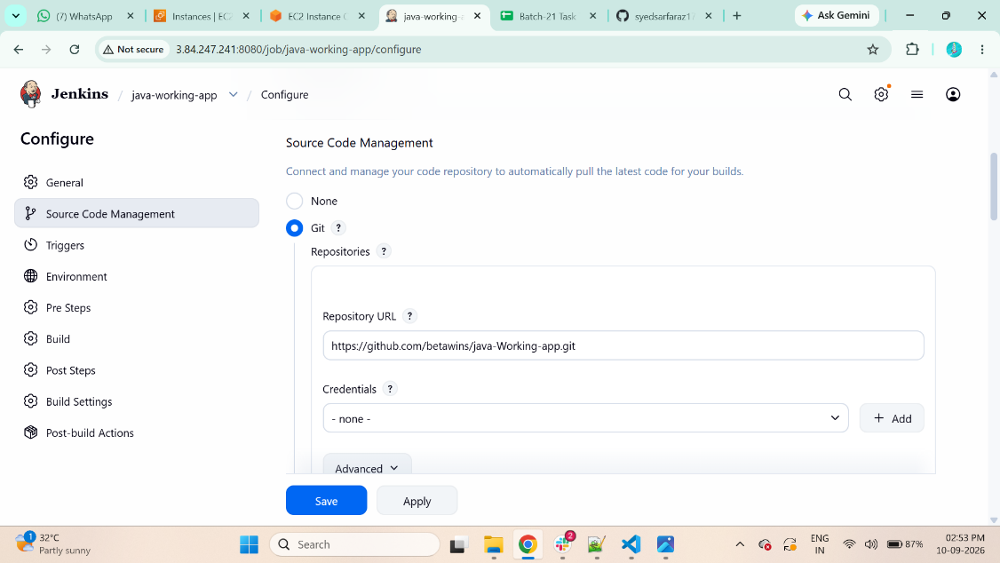 (7) WhatsApp
Instances | EC2
EC2 Instance C
java-working-a
Batch-21 Task
syedsarfaraz17
Ask Gemini
Not secure
3.84.247.241:8080/job/java-working-app/configure
Jenkins / java-working-app / Configure
Configure
General
Source Code Management
Triggers
Environment
Pre Steps
Build
Post Steps
Build Settings
Post-build Actions
Source Code Management
Connect and manage your code repository to automatically pull the latest code for your builds.
None
Git ?
Repositories ?
Repository URL ?
https://github.com/betawins/java-Working-app.git
Credentials ?
- none -
+ Add
Advanced
Save
Apply
1
32°C
Partly sunny
Search
2
ENG
IN
87%
02:53 PM
10-09-2026